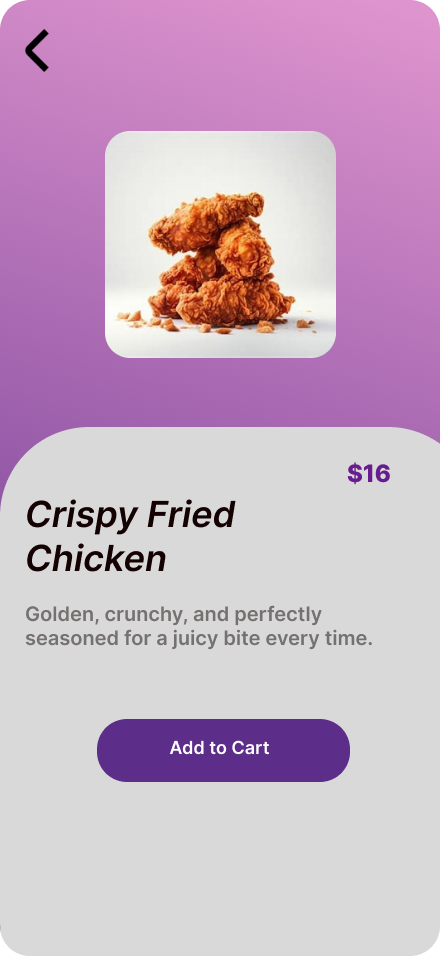 $16
Crispy Fried
Chicken
Golden, crunchy, and perfectly
seasoned for a juicy bite every time.
Add to Cart